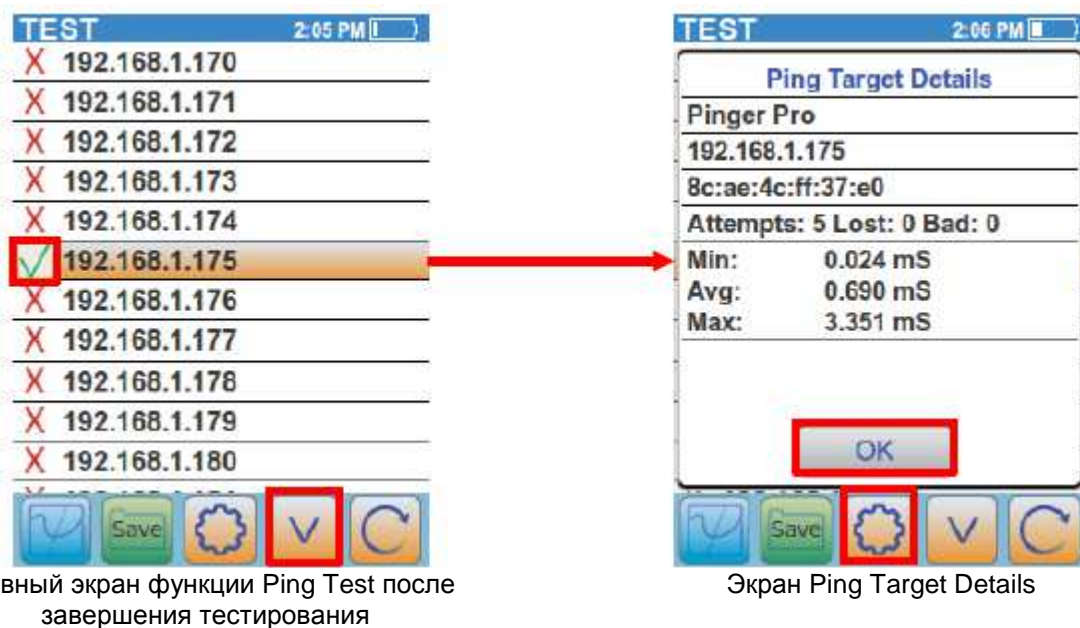 TEST 2:05 PM
X 192.168.1.170
X 192.168.1.171
X 192.168.1.172
X 192.168.1.173
X 192.168.1.174
✓ 192.168.1.175
X 192.168.1.176
X 192.168.1.177
X 192.168.1.178
X 192.168.1.179
X 192.168.1.180
Save V
вный экран функции Ping Test после
завершения тестирования
TEST 2:06 PM
Ping Target Details
Pinger Pro
192.168.1.175
8c:ae:4c:ff:37:e0
Attempts: 5 Lost: 0 Bad: 0
Min: 0.024 mS
Avg: 0.690 mS
Max: 3.351 mS
OK
Save V
Экран Ping Target Details